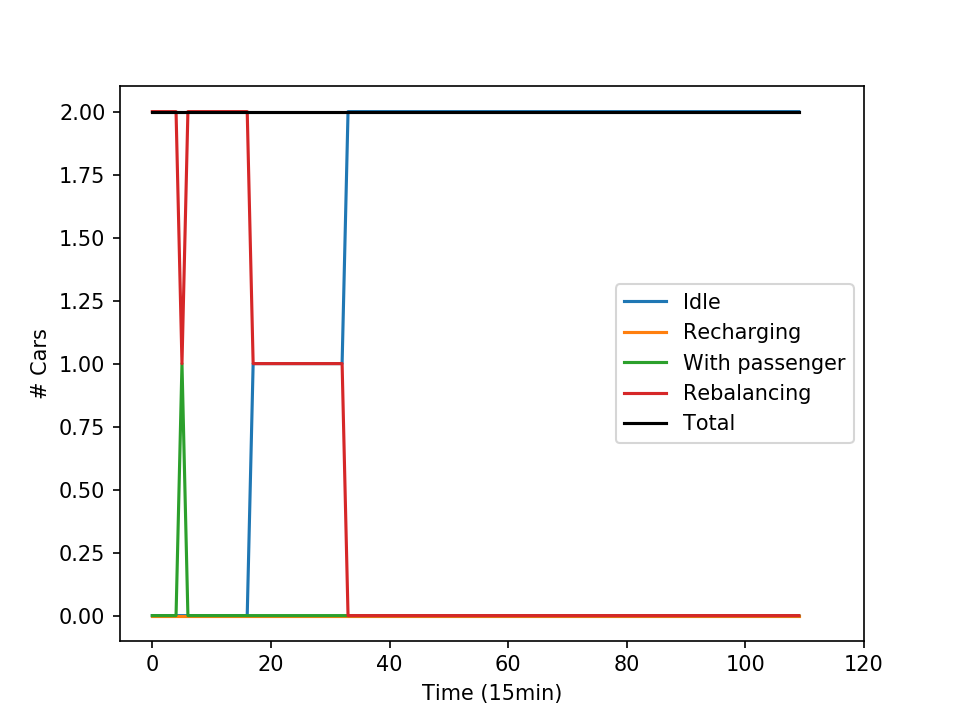 2.00
1.75
1.50
1.25
1.00
0.75
0.50
0.25
0.00
# Cars
Idle
Recharging
With passenger
Rebalancing
Total
0 20 40 60 80 100 120
Time (15min)